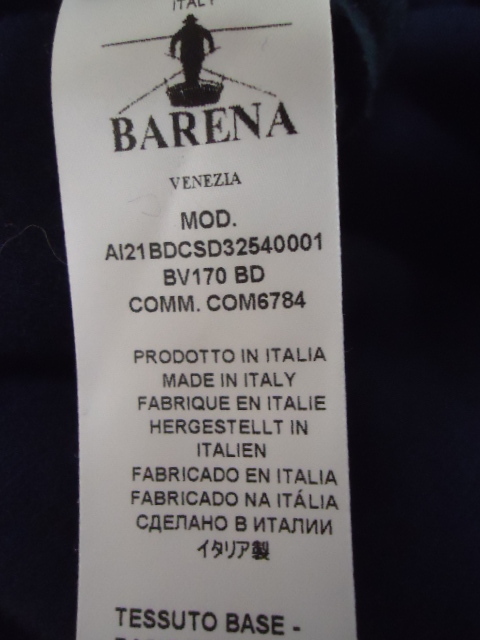 ITALY
BARENA
VENEZIA
MOD.
AI21BDCSD32540001
BV170 BD
COMM. COM6784
PRODOTTO IN ITALIA
MADE IN ITALY
FABRIQUE EN ITALIE
HERGESTELLT IN
ITALIEN
FABRICADO EN ITALIA
FABRICADO NA ITÁLIA
СДЕЛАНО В ИТАЛИИ
イタリア製
TESSUTO BASE -